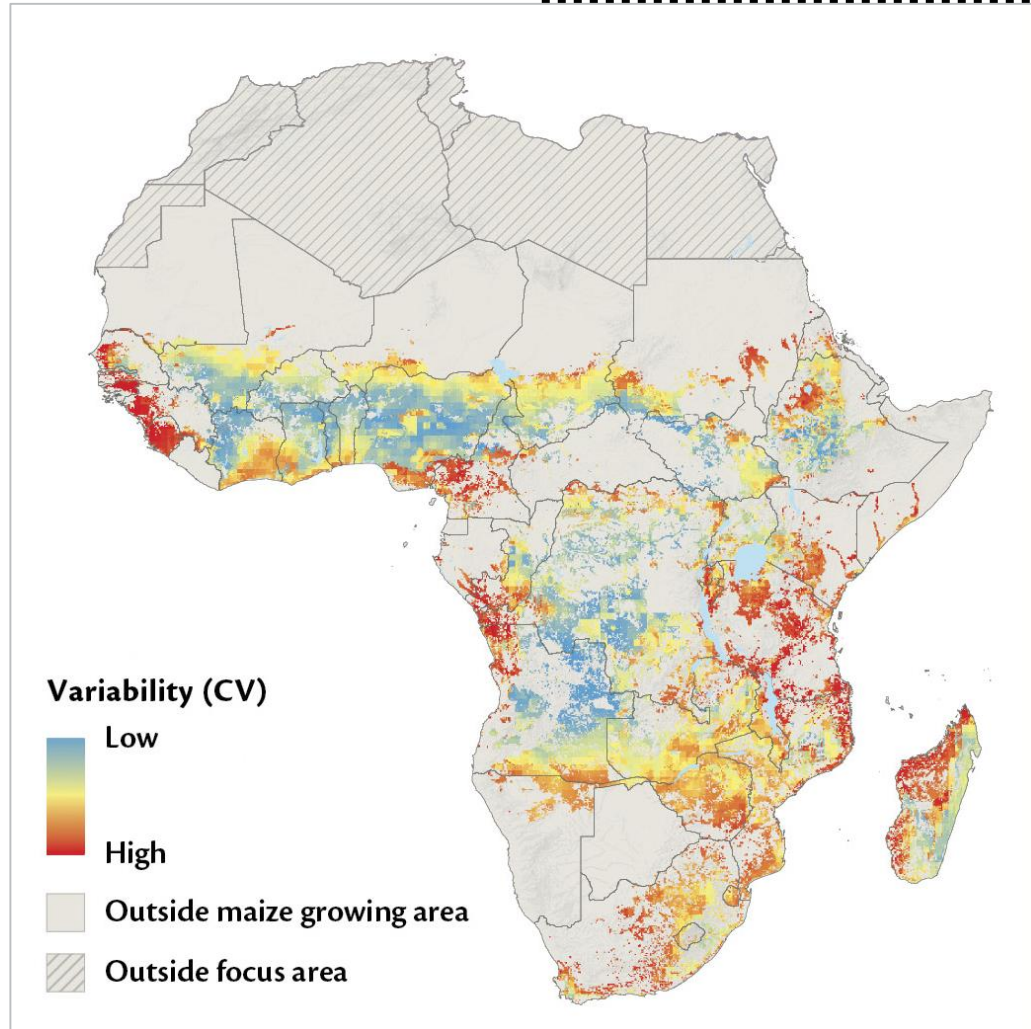 Variability (CV)
Low
High
Outside maize growing area
Outside focus area